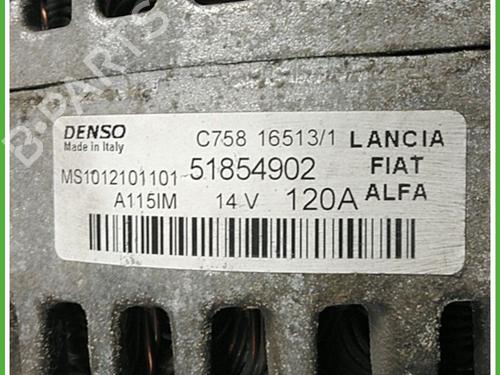 B-PARTS
DENSO C758 16513/1 LANCIA
Made in Italy
MS1012101101-51854902 FIAT
A115IM 14 V 120A ALFA